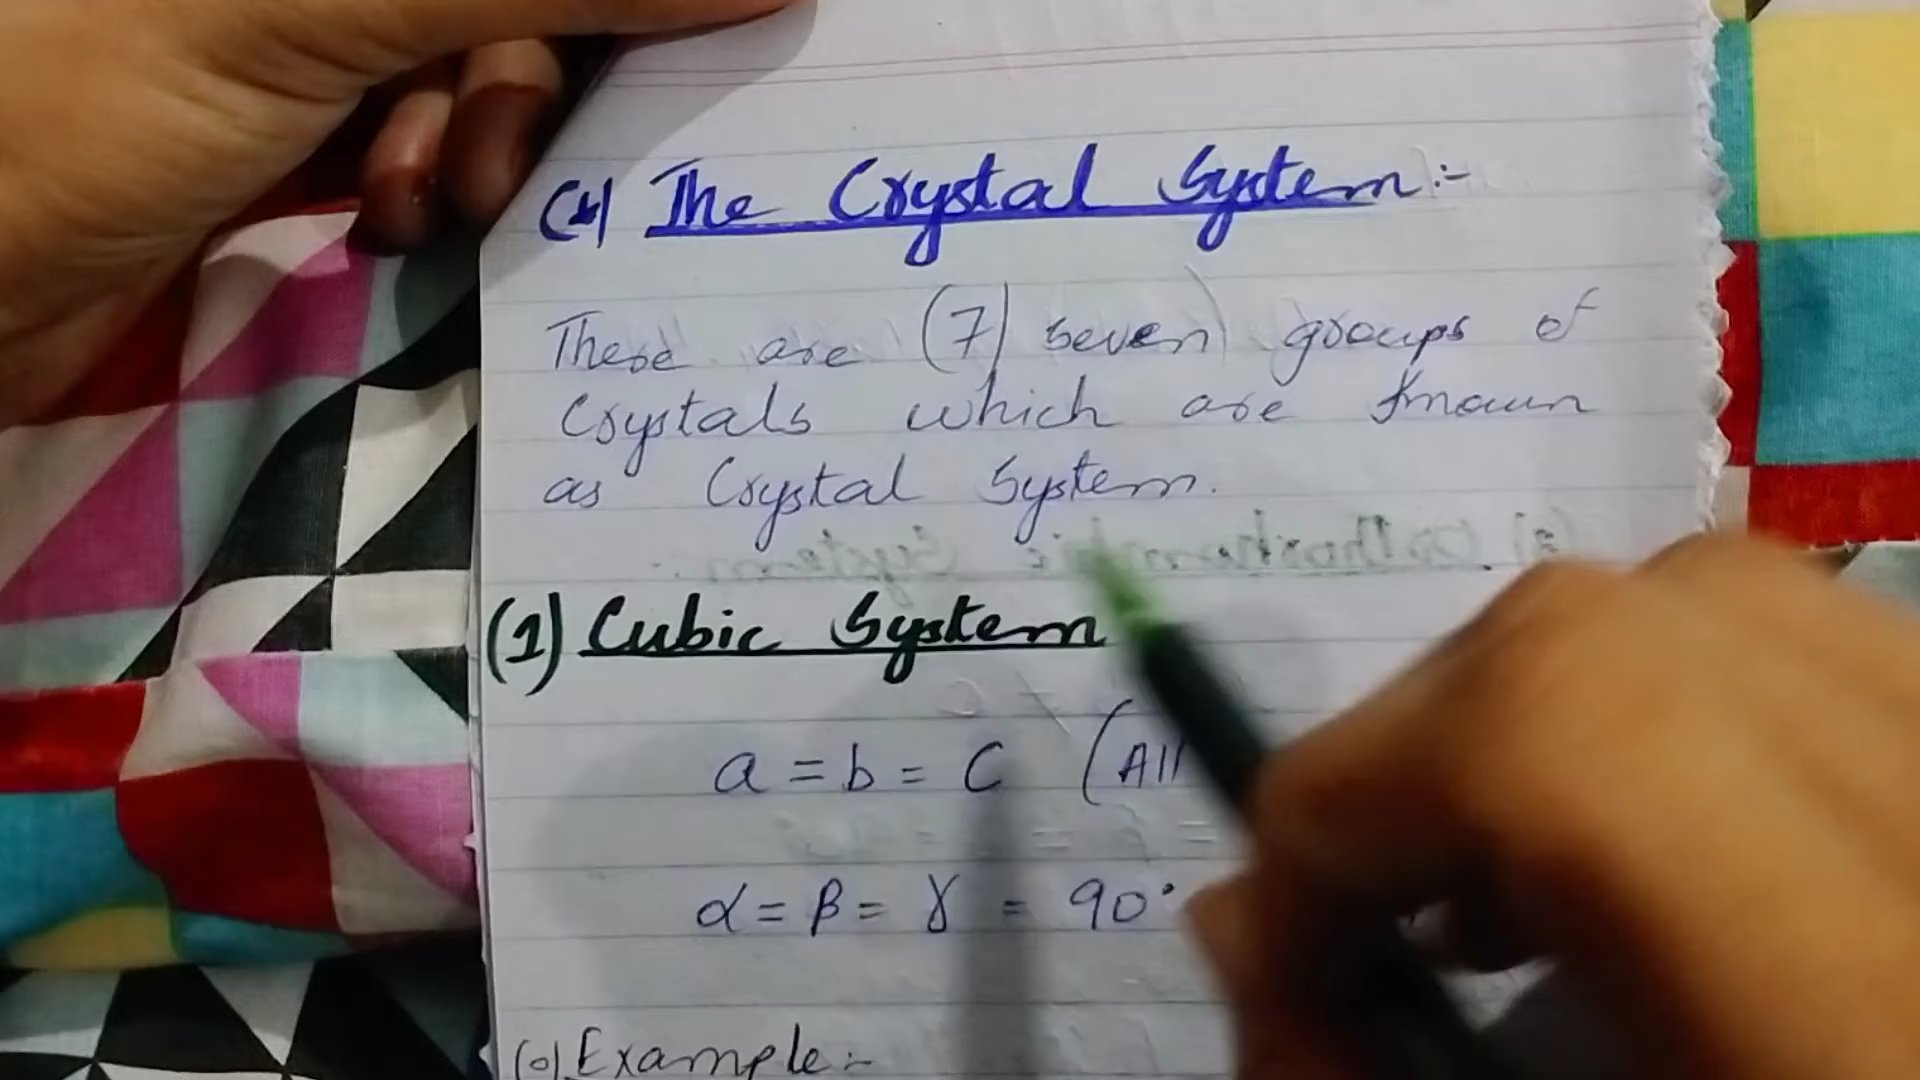 (*) The Crystal System:-
There are (7) seven groups of
Crystals which are known
as Crystal System.
(1) Cubic System
a = b = c (All
α = β = γ = 90°
(o) Example:-